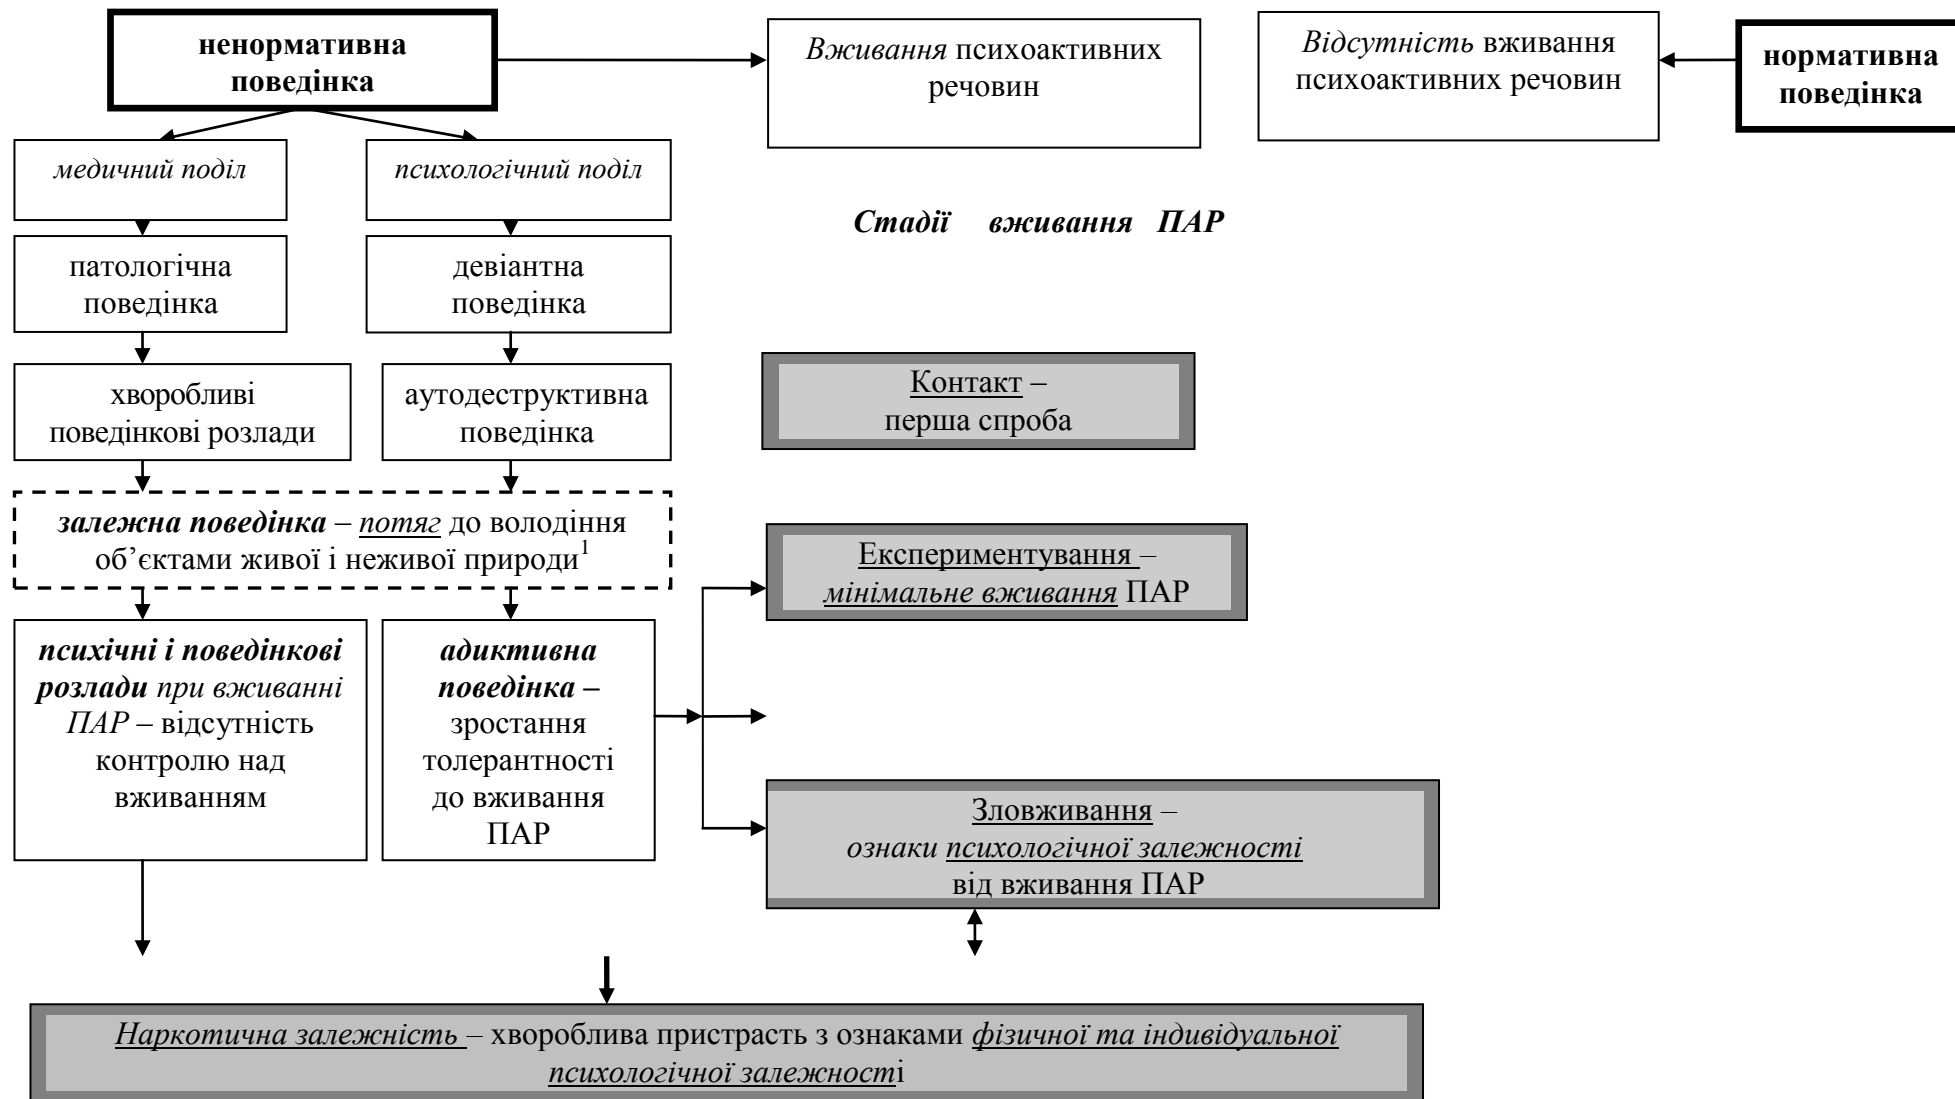 ненормативна
поведінка
Вживання психоактивних
речовин
Відсутність вживання
психоактивних речовин
нормативна
поведінка
медичний поділ
психологічний поділ
Стадії вживання ПАР
патологічна
поведінка
девіантна
поведінка
хворобливі
поведінкові розлади
аутодеструктивна
поведінка
Контакт –
перша спроба
залежна поведінка – потяг до володіння
об’єктами живої і неживої природи1
Експериментування –
мінімальне вживання ПАР
психічні і поведінкові
розлади при вживанні
ПАР – відсутність
контролю над
вживанням
адиктивна
поведінка –
зростання
толерантності
до вживання
ПАР
Зловживання –
ознаки психологічної залежності
від вживання ПАР
Наркотична залежність – хвороблива пристрасть з ознаками фізичної та індивідуальної
психологічної залежності